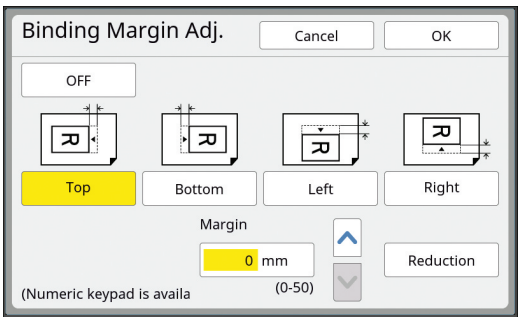 Binding Margin Adj.
Cancel
OK
OFF
R
R
R
R
Top
Bottom
Left
Right
Margin
0 mm
Reduction
(0-50)
(Numeric keypad is availa